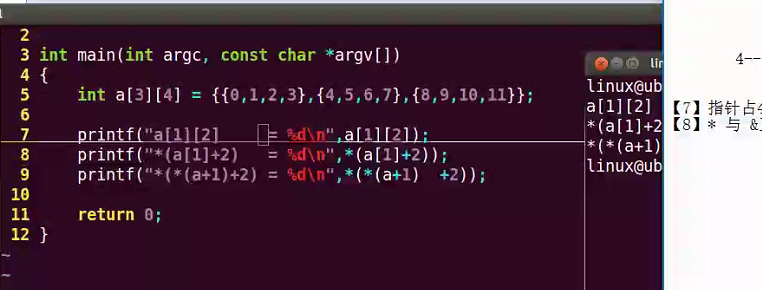 2
3 int main(int argc, const char *argv[])
4 {
5     int a[3][4] = {{0,1,2,3},{4,5,6,7},{8,9,10,11}};
6
7     printf("a[1][2]    = %d\n",a[1][2]);
8     printf("*(a[1]+2)   = %d\n",*(a[1]+2));
9     printf("*(*(a+1)+2) = %d\n",*(*(a+1)  +2));
10
11     return 0;
12 }
~
~
li
linux@ub
a[1][2]
*(a[1]+2
*(*(a+1)
linux@ub
4--
【7】指针占
【8】* 与 &